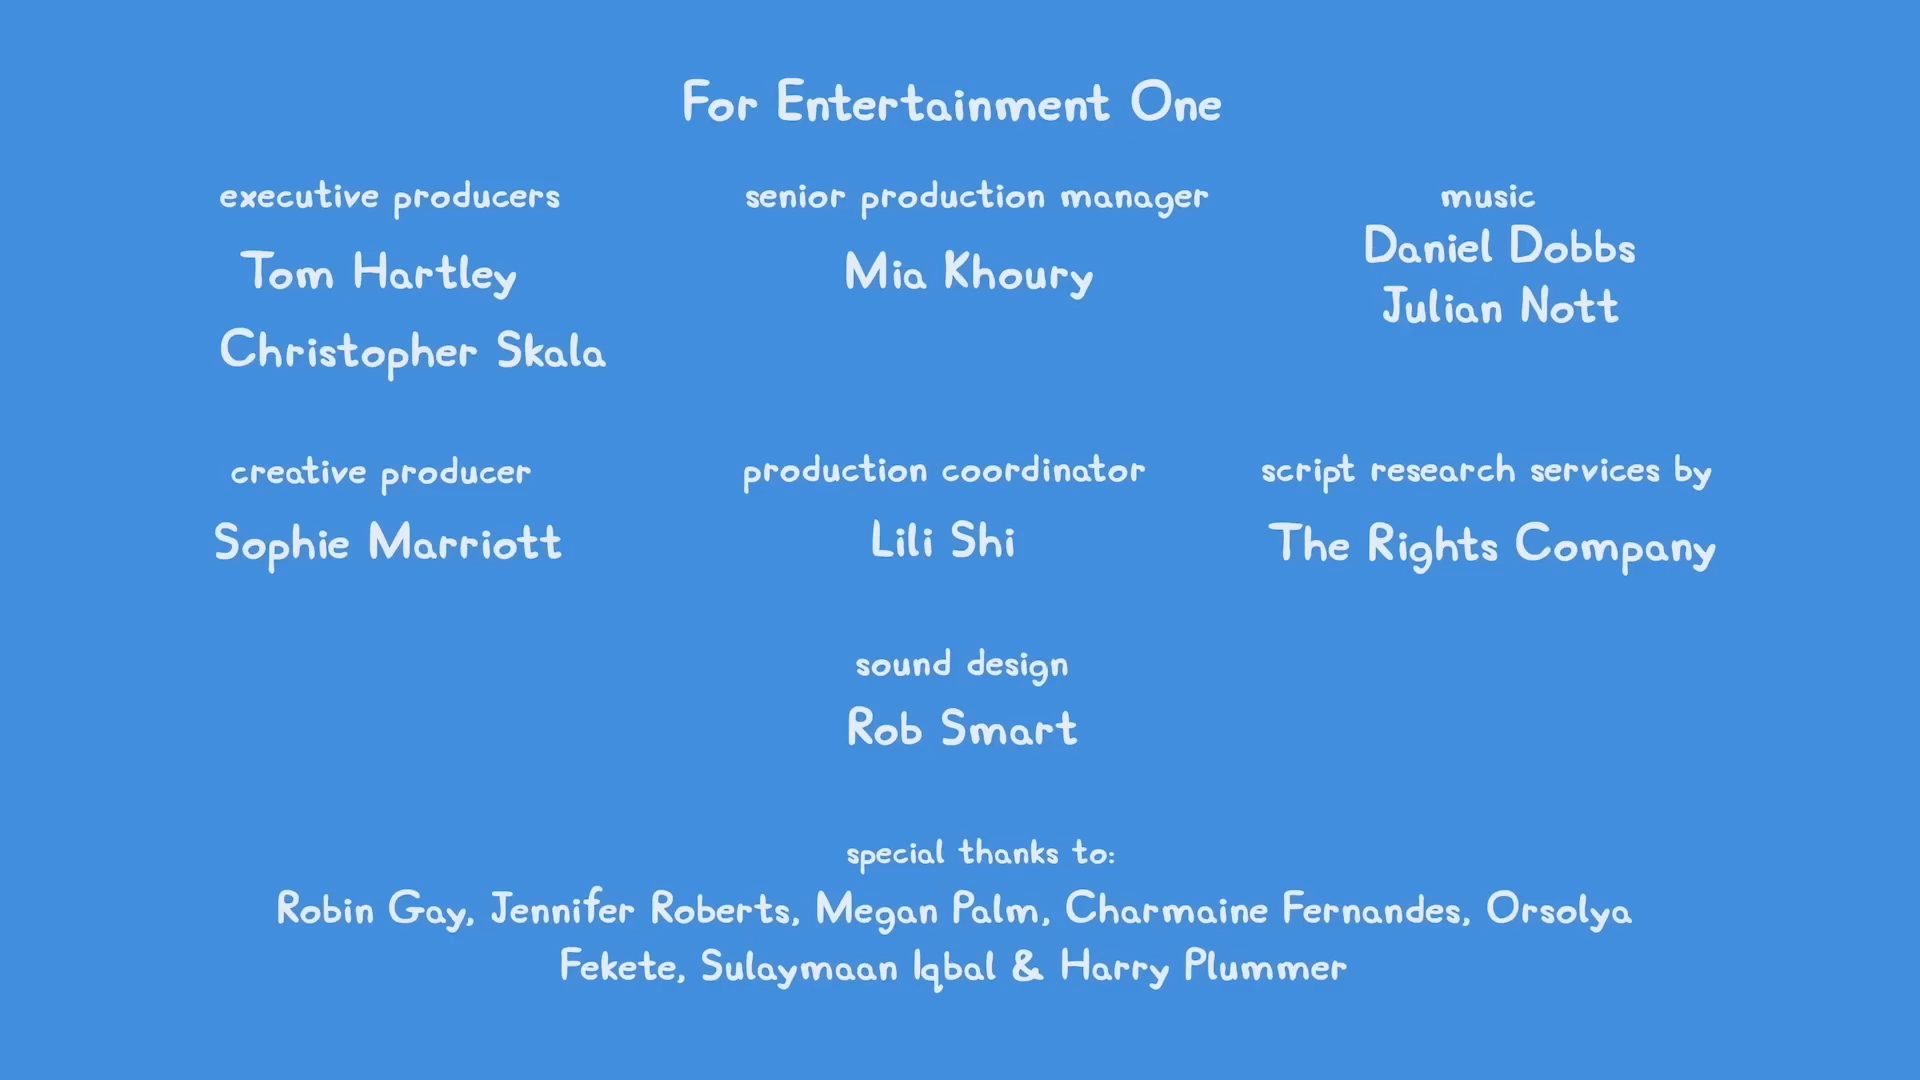 For Entertainment One
executive producers
Tom Hartley
Christopher Skala
senior production manager
Mia Khoury
music
Daniel Dobbs
Julian Nott
creative producer
Sophie Marriott
production coordinator
Lili Shi
script research services by
The Rights Company
sound design
Rob Smart
special thanks to:
Robin Gay, Jennifer Roberts, Megan Palm, Charmaine Fernandes, Orsolya
Fekete, Sulaymaan Iqbal & Harry Plummer